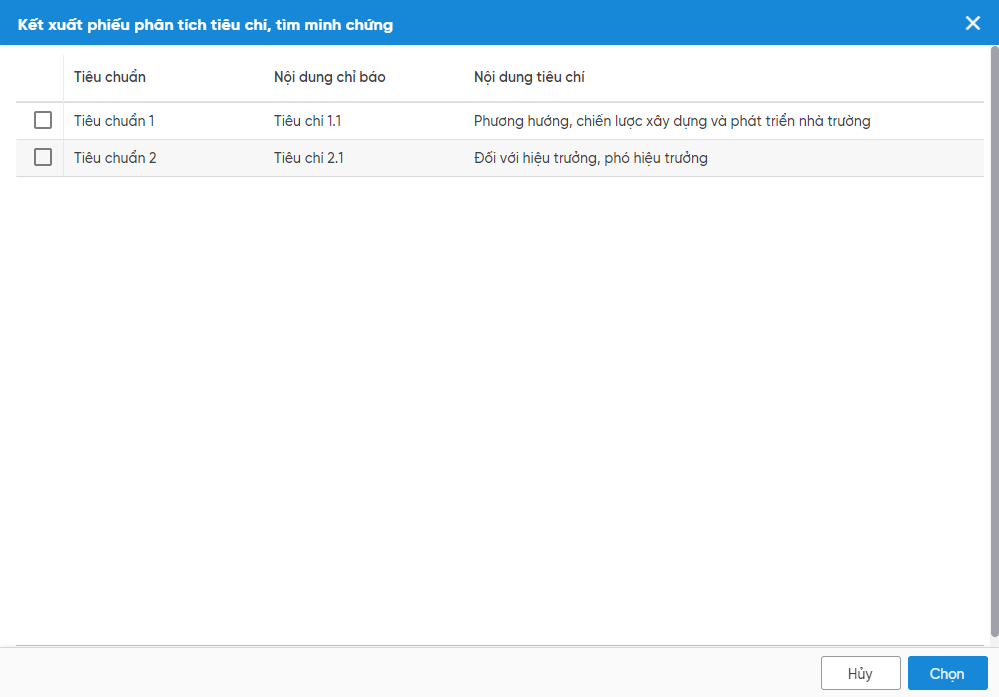 Kết xuất phiếu phân tích tiêu chí, tìm minh chứng
Tiêu chuẩn Nội dung chỉ báo Nội dung tiêu chí
Tiêu chuẩn 1 Tiêu chí 1.1 Phương hướng, chiến lược xây dựng và phát triển nhà trường
Tiêu chuẩn 2 Tiêu chí 2.1 Đối với hiệu trưởng, phó hiệu trưởng
Hủy Chọn